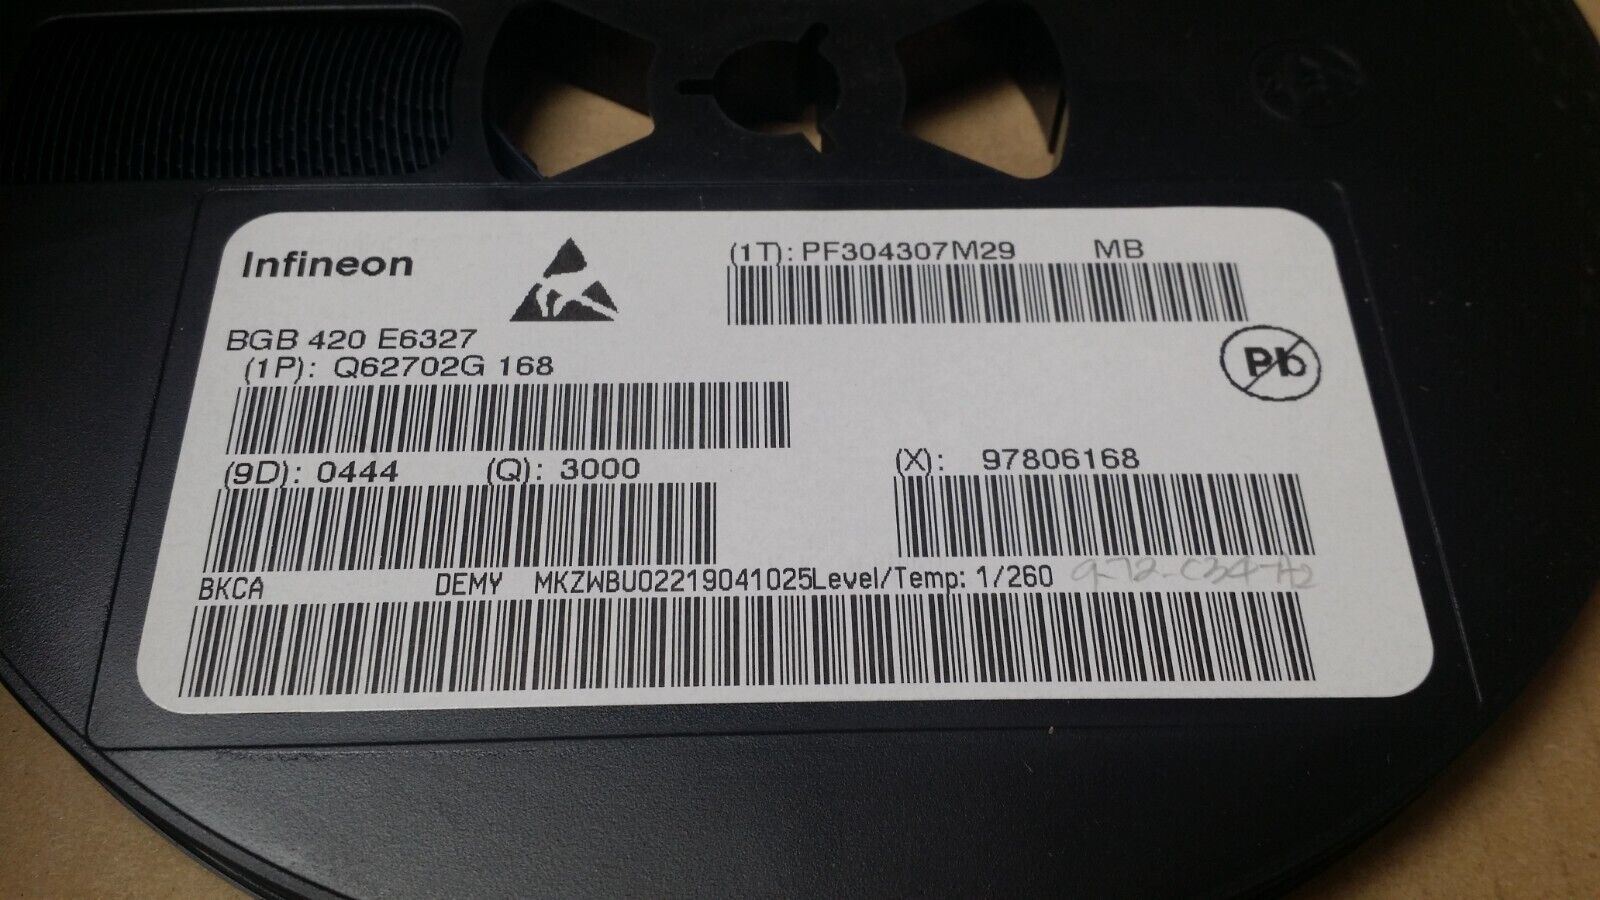 Infineon
(1T): PF304307M29 MB
BGB 420 E6327
(1P): Q62702G 168
Pb
(9D): 0444 (Q): 3000
(X): 97806168
BKCA DEMY MKZWBU02219041025Level/Temp: 1/260